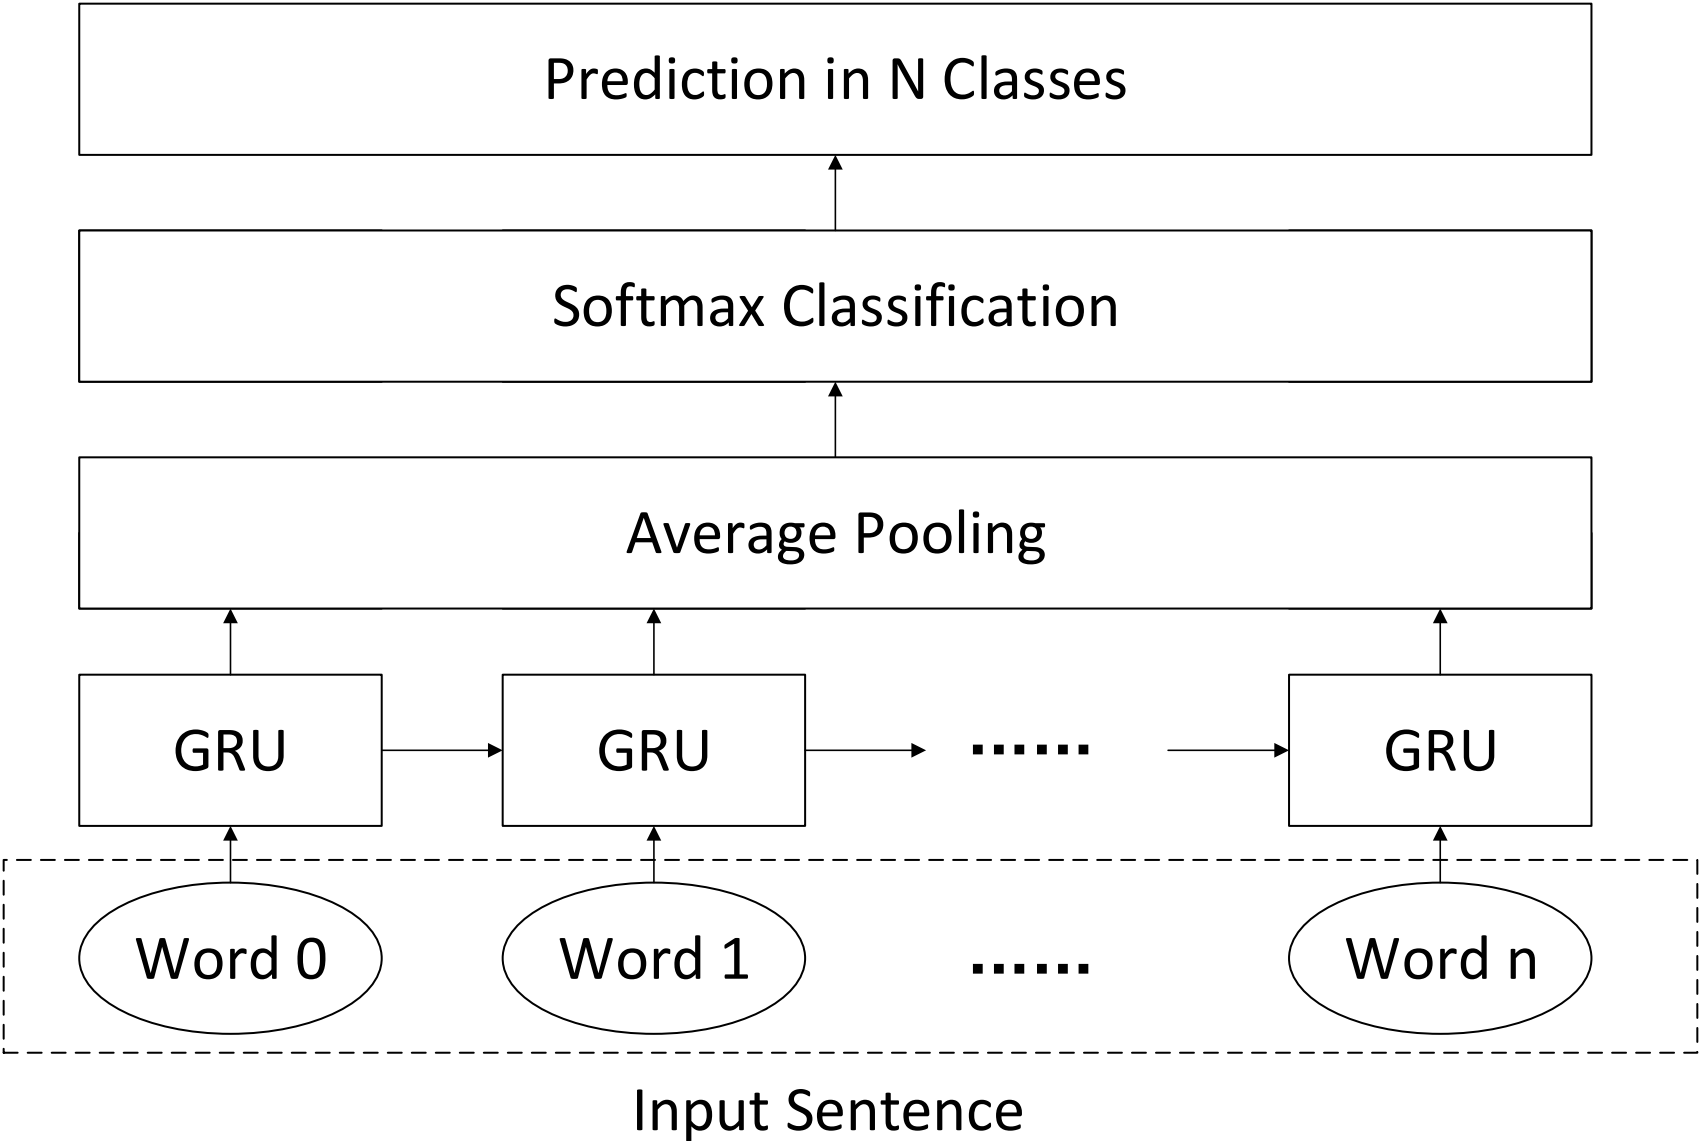 Prediction in N Classes
Softmax Classification
Average Pooling
GRU GRU ...... GRU
Word 0 Word 1 ...... Word n
Input Sentence